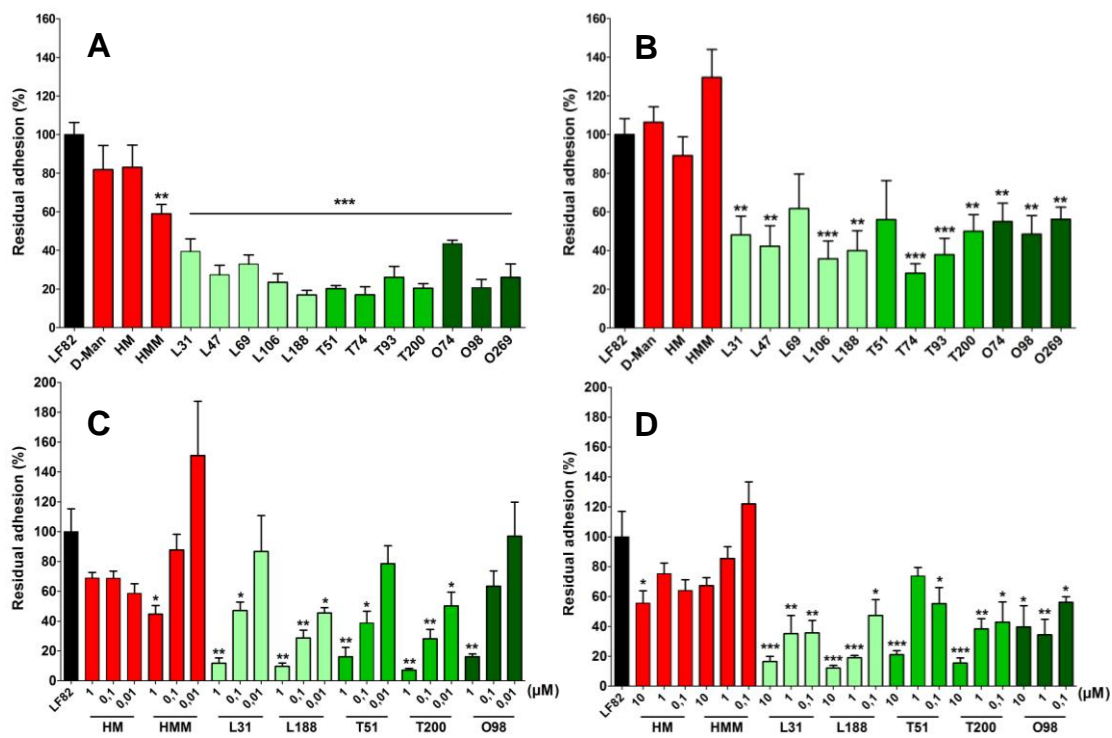 A
Residual adhesion (%)
160
140
120
100
80
60
40
20
0
**
***
LF82 D-Man HM HMM L31 L47 L69 L106 L188 T51 T74 T93 T200 O74 O98 O269
B
Residual adhesion (%)
160
140
120
100
80
60
40
20
0
** ** *** ** *** *** ** ** ** **
LF82 D-Man HM HMM L31 L47 L69 L106 L188 T51 T74 T93 T200 O74 O98 O269
C
Residual adhesion (%)
200
180
160
140
120
100
80
60
40
20
0
* ** * ** ** * ** * ** ** * **
LF82 1 0,1 0,01 1 0,1 0,01 1 0,1 0,01 1 0,1 0,01 1 0,1 0,01 1 0,1 0,01 1 0,1 0,01 (µM)
HM HMM L31 L188 T51 T200 O98
D
Residual adhesion (%)
200
180
160
140
120
100
80
60
40
20
0
* *** ** ** *** *** * *** * *** ** * * ** *
LF82 10 1 0,1 10 1 0,1 10 1 0,1 10 1 0,1 10 1 0,1 10 1 0,1 10 1 0,1 (µM)
HM HMM L31 L188 T51 T200 O98